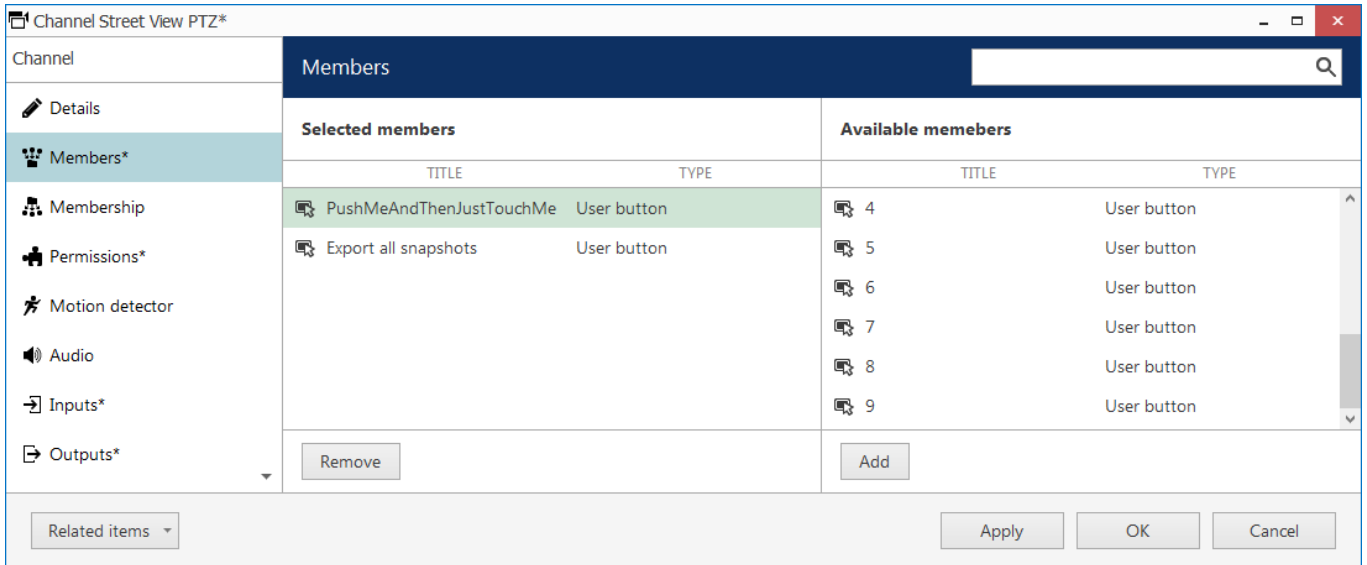 Channel Street View PTZ*
Channel
Members
Details
Members*
Membership
Permissions*
Motion detector
Audio
Inputs*
Outputs*
Selected members
TITLE TYPE
PushMeAndThenJustTouchMe User button
Export all snapshots User button
Remove
Available memebers
TITLE TYPE
4 User button
5 User button
6 User button
7 User button
8 User button
9 User button
Add
Related items
Apply
OK
Cancel